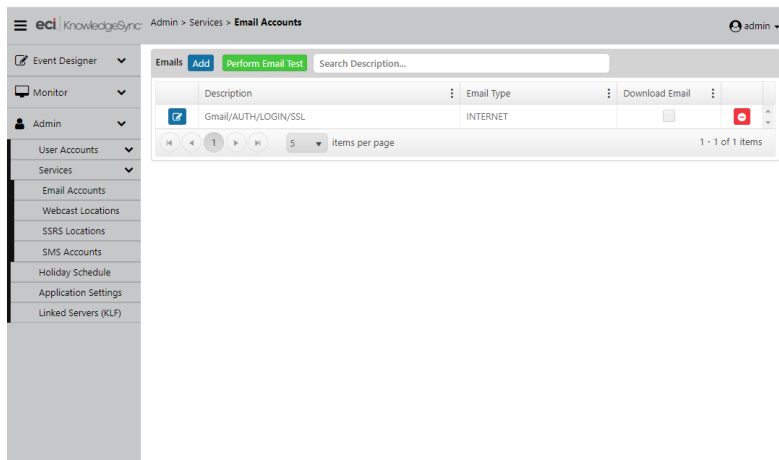 eci KnowledgeSync
Admin > Services > Email Accounts
admin
Event Designer
Monitor
Admin
User Accounts
Services
Email Accounts
Webcast Locations
SSRS Locations
SMS Accounts
Holiday Schedule
Application Settings
Linked Servers (KLF)
Emails Add Perform Email Test Search Description...
Description Email Type Download Email
Gmail/AUTH/LOGIN/SSL INTERNET
1 5 items per page 1 - 1 of 1 items